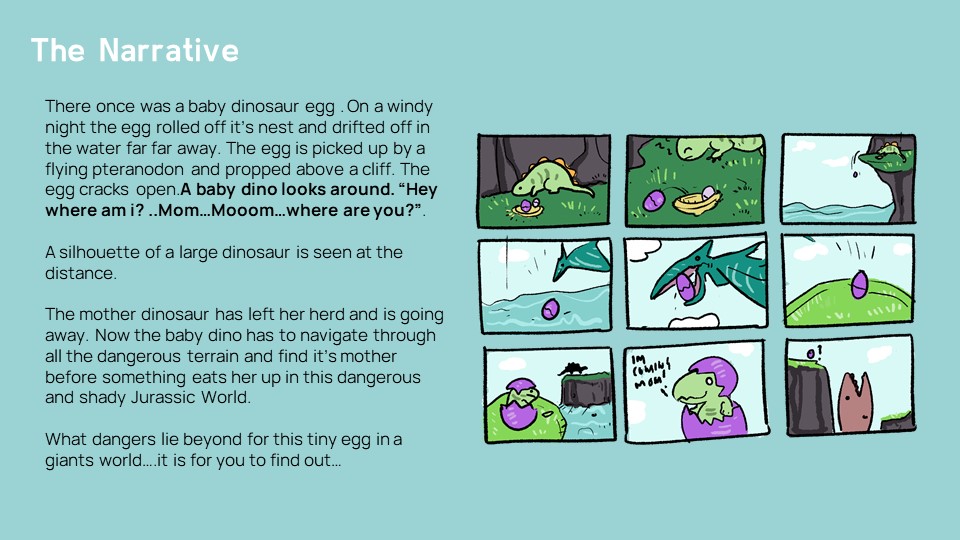 The Narrative
There once was a baby dinosaur egg .On a windy
night the egg rolled off it's nest and drifted off in
the water far far away. The egg is picked up by a
flying pteranodon and propped above a cliff. The
egg cracks open.A baby dino looks around. “Hey
where am i? ..Mom...Mooom...where are you?”.
A silhouette of a large dinosaur is seen at the
distance.
The mother dinosaur has left her herd and is going
away. Now the baby dino has to navigate through
all the dangerous terrain and find it's mother
before something eats her up in this dangerous
and shady Jurassic World.
What dangers lie beyond for this tiny egg in a
giants world....it is for you to find out...
IM
COMING
MOM!
?